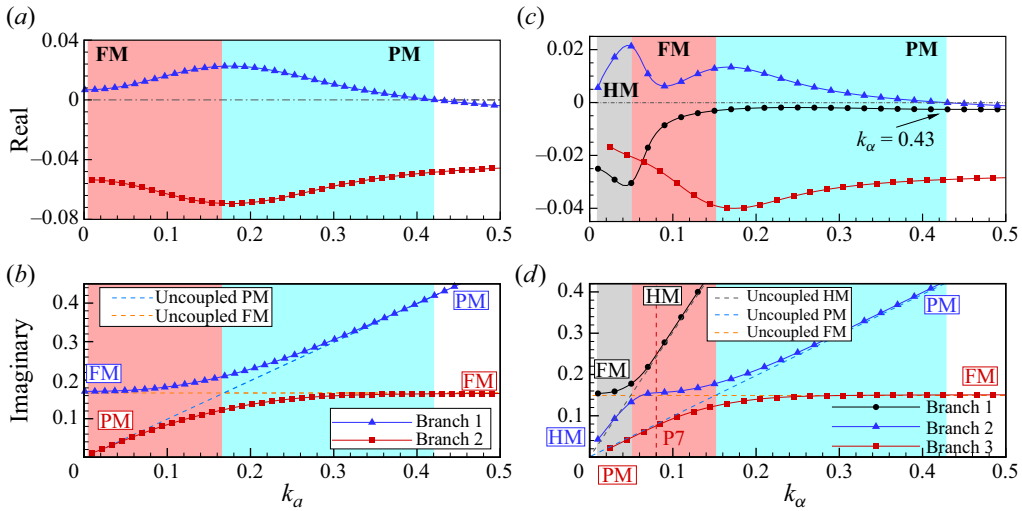 (a)
FM
PM
Real
0.04
0
−0.04
−0.08
0
0.1
0.2
0.3
0.4
0.5
(c)
HM
FM
PM
kα = 0.43
0.02
0
−0.02
−0.04
0
0.1
0.2
0.3
0.4
0.5
(b)
Uncoupled PM
Uncoupled FM
PM
FM
FM
PM
Branch 1
Branch 2
Imaginary
0.4
0.3
0.2
0.1
0
0.1
0.2
0.3
0.4
0.5
ka
(d)
HM
Uncoupled HM
Uncoupled PM
Uncoupled FM
PM
FM
FM
HM
PM
P7
Branch 1
Branch 2
Branch 3
0.4
0.3
0.2
0.1
0
0.1
0.2
0.3
0.4
0.5
kα